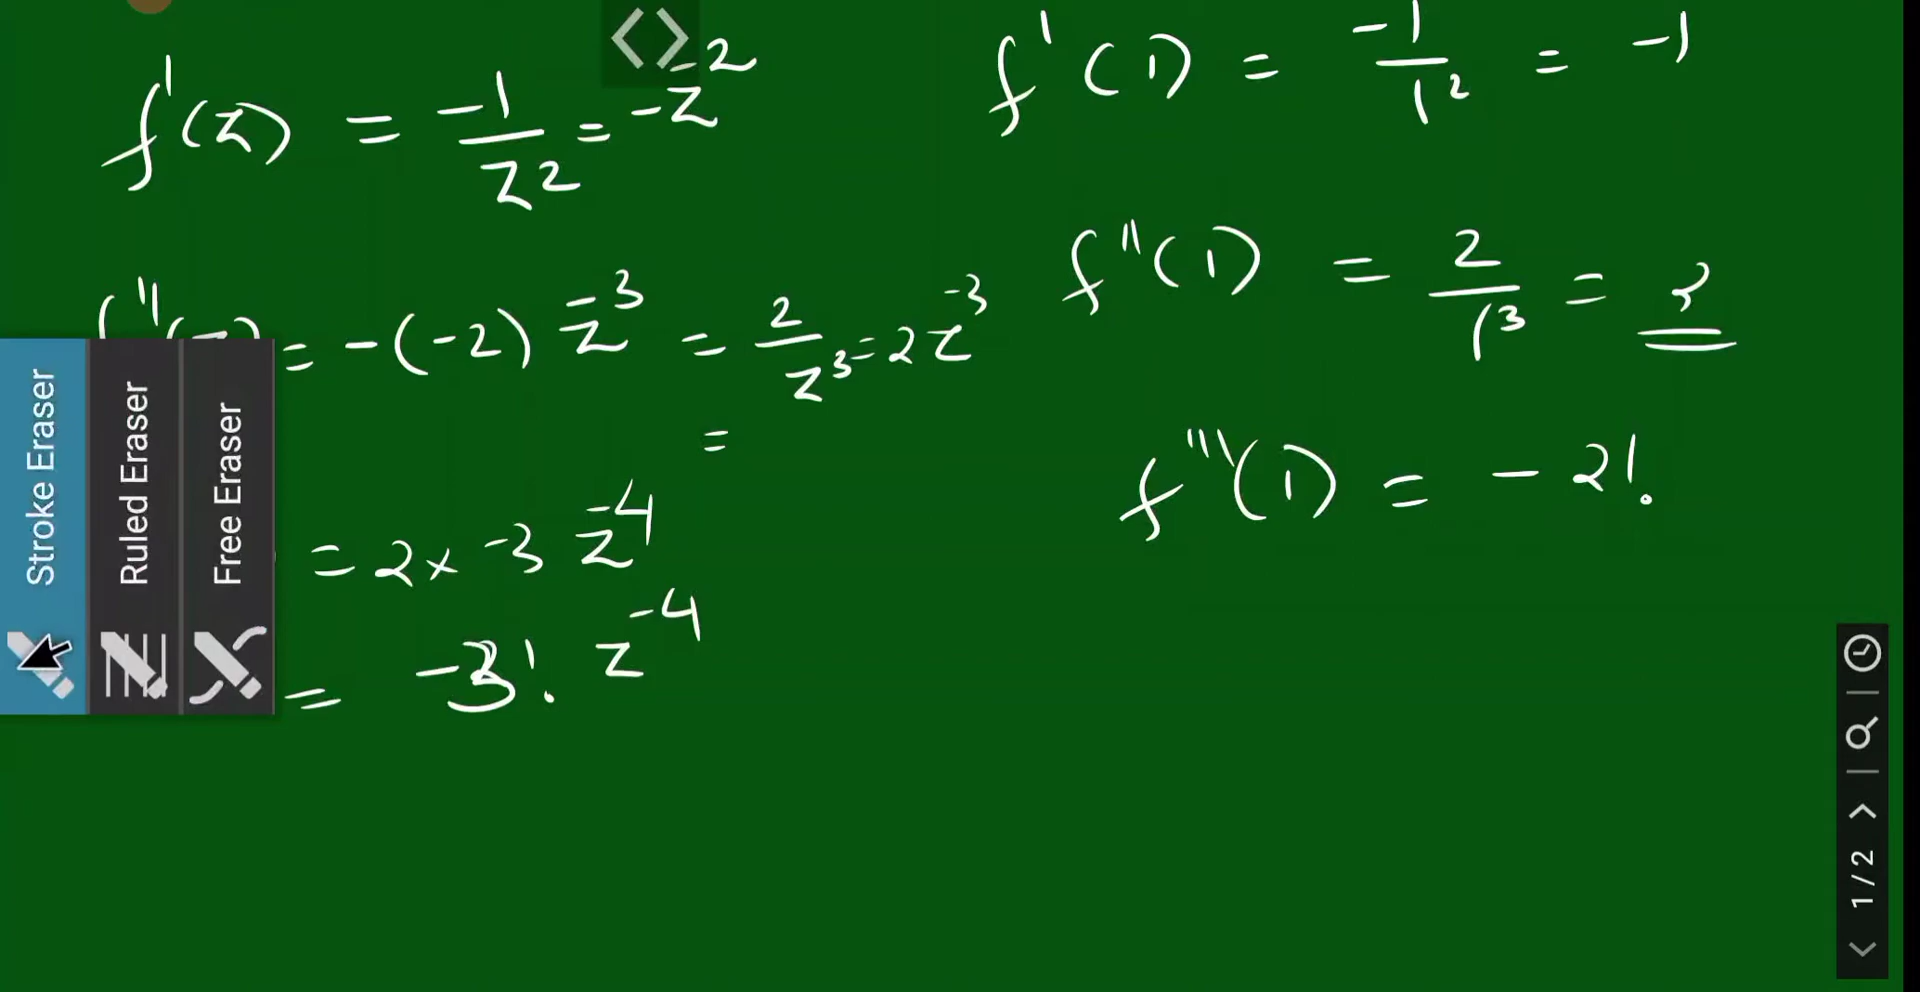 f'(z) = -1/z² = -z⁻²
f'(1) = -1/1² = -1
f''(1) = 2/1³ = 2
= -(-2) z⁻³ = 2/z³ = 2z⁻³
=
f'''(1) = -2!
= 2x -3 z⁻⁴
= -3! z⁻⁴
Stroke Eraser
Ruled Eraser
Free Eraser
1/2